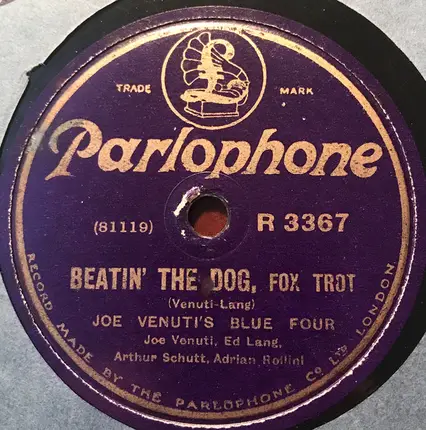 TRADE MARK
Parlophone
(81119) R 3367
BEATIN' THE DOG, FOX TROT
(Venuti-Lang)
JOE VENUTI'S BLUE FOUR
Joe Venuti, Ed Lang,
Arthur Schutt, Adrian Rollini
RECORD MADE BY THE PARLOPHONE Co LTD LONDON